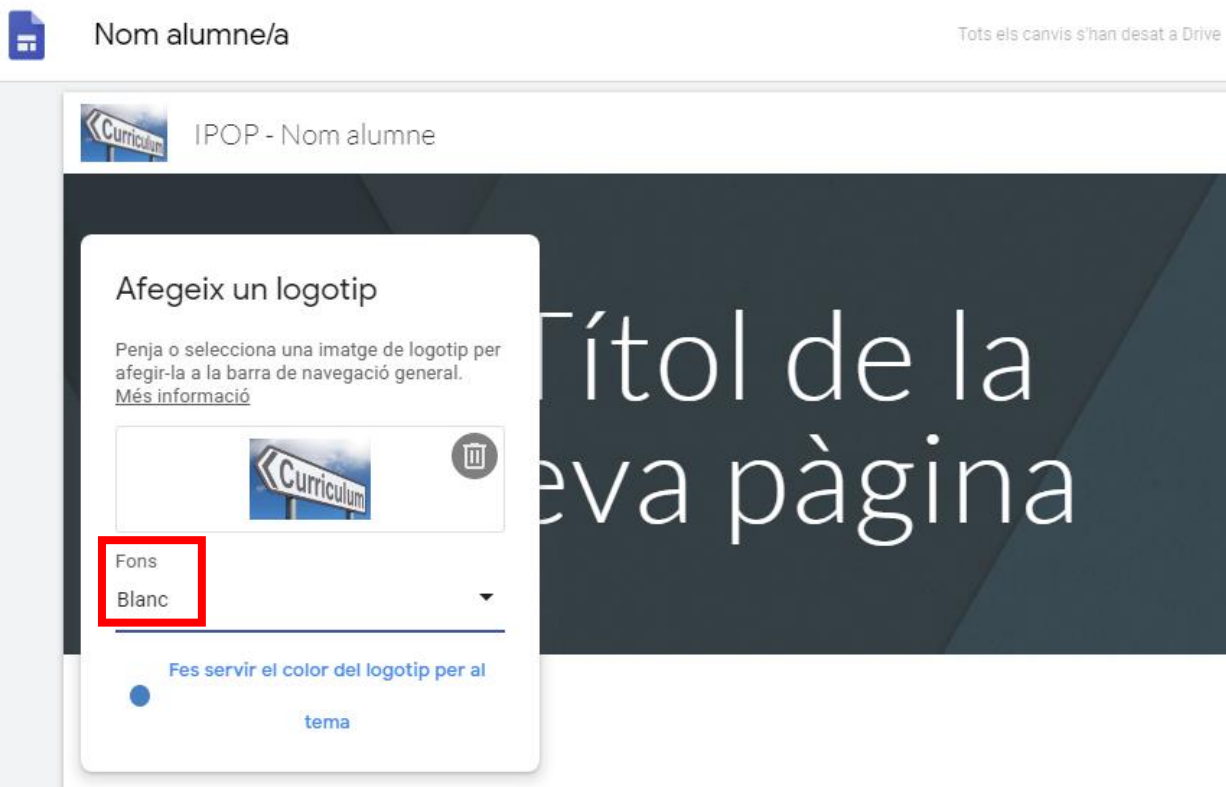 Nom alumne/a
Tots els canvis s'han desat a Drive
Curriculum
IPOP - Nom alumne
Afegeix un logotip
Penja o selecciona una imatge de logotip per
afegir-la a la barra de navegació general.
Més informació
Curriculum
Fons
Blanc
Fes servir el color del logotip per al
tema
Títol de la
eva pàgina